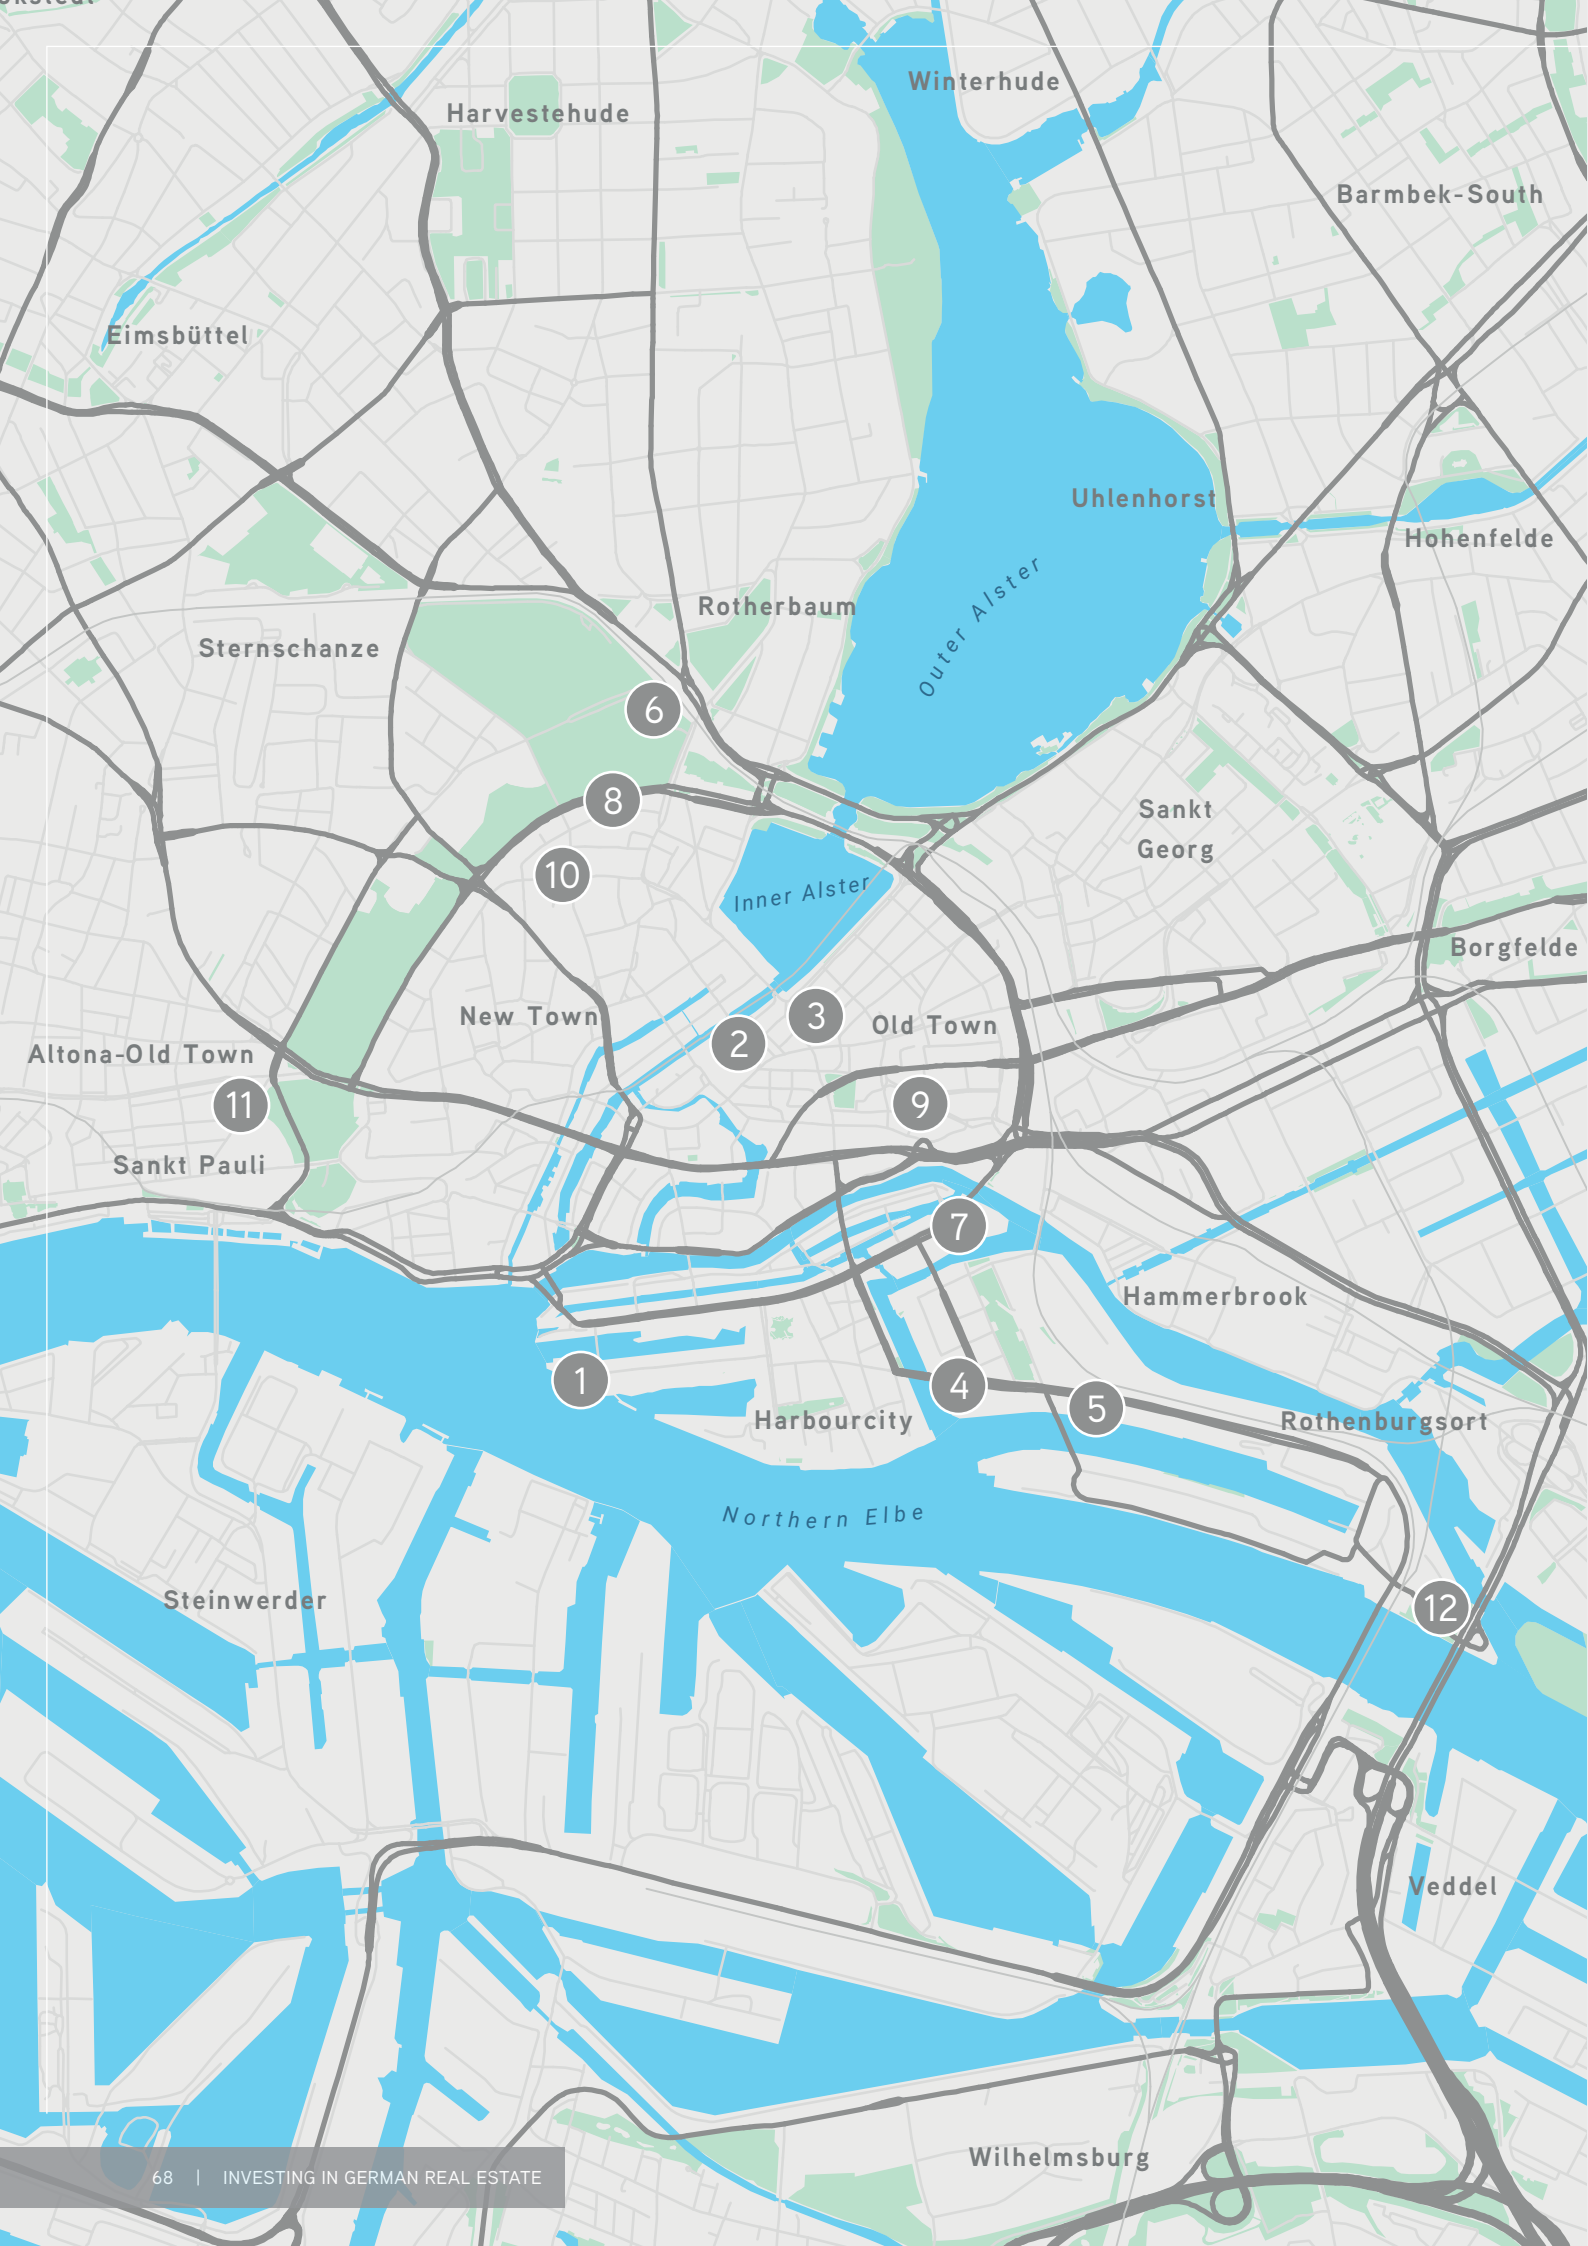 Winterhude
Harvestehude
Barmbek-South
Eimsbüttel
Uhlenhorst
Hohenfelde
Outer Alster
Rotherbaum
Sternschanze
6
8
Sankt
Georg
10
Inner Alster
Borgfelde
New Town
3
Old Town
2
Altona-Old Town
11
9
Sankt Pauli
7
Hammerbrook
1
4
5
Harbourcity
Rothenburgsort
Northern Elbe
Steinwerder
12
Veddel
Wilhelmsburg
68 | INVESTING IN GERMAN REAL ESTATE